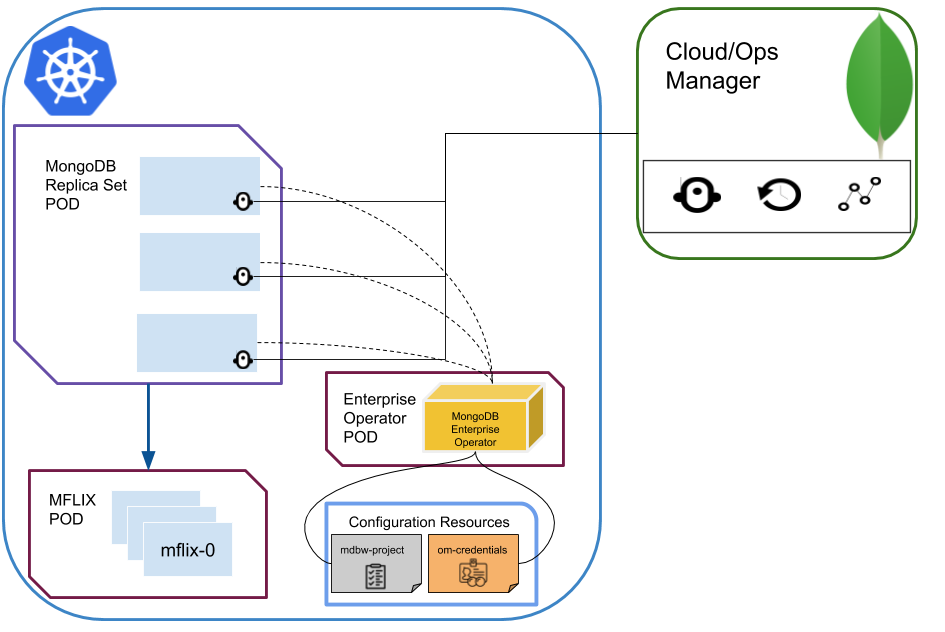 Cloud/Ops
Manager
MongoDB
Replica Set
POD
Enterprise
Operator
POD
MongoDB
Enterprise
Operator
MFLIX
POD
mflix-0
Configuration Resources
mdbw-project
om-credentials